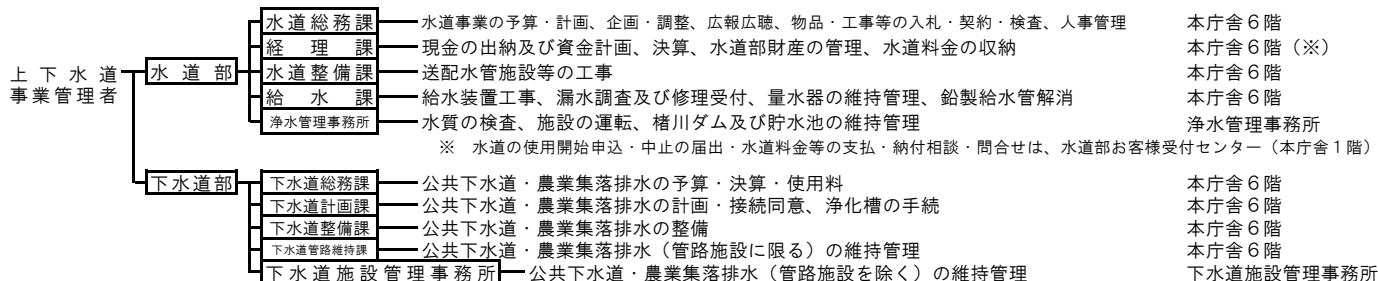 水道総務課 水道事業の予算・計画、企画・調整、広報広聴、物品・工事等の入札・契約・検査、人事管理 本庁舎6階
経理課 現金の出納及び資金計画、決算、水道部財産の管理、水道料金の収納 本庁舎6階（※）
上下水道事業管理者 水道部 水道整備課 送配水管施設等の工事 本庁舎6階
給水課 給水装置工事、漏水調査及び修理受付、量水器の維持管理、鉛製給水管解消 本庁舎6階
浄水管理事務所 水質の検査、施設の運転、楮川ダム及び貯水池の維持管理 浄水管理事務所
※ 水道の使用開始申込・中止の届出・水道料金等の支払・納付相談・問合せは、水道部お客様受付センター（本庁舎1階）
下水道部 下水道総務課 公共下水道・農業集落排水の予算・決算・使用料 本庁舎6階
下水道計画課 公共下水道・農業集落排水の計画・接続同意、浄化槽の手続 本庁舎6階
下水道整備課 公共下水道・農業集落排水の整備 本庁舎6階
下水道管路維持課 公共下水道・農業集落排水（管路施設に限る）の維持管理 本庁舎6階
下水道施設管理事務所 公共下水道・農業集落排水（管路施設を除く）の維持管理 下水道施設管理事務所